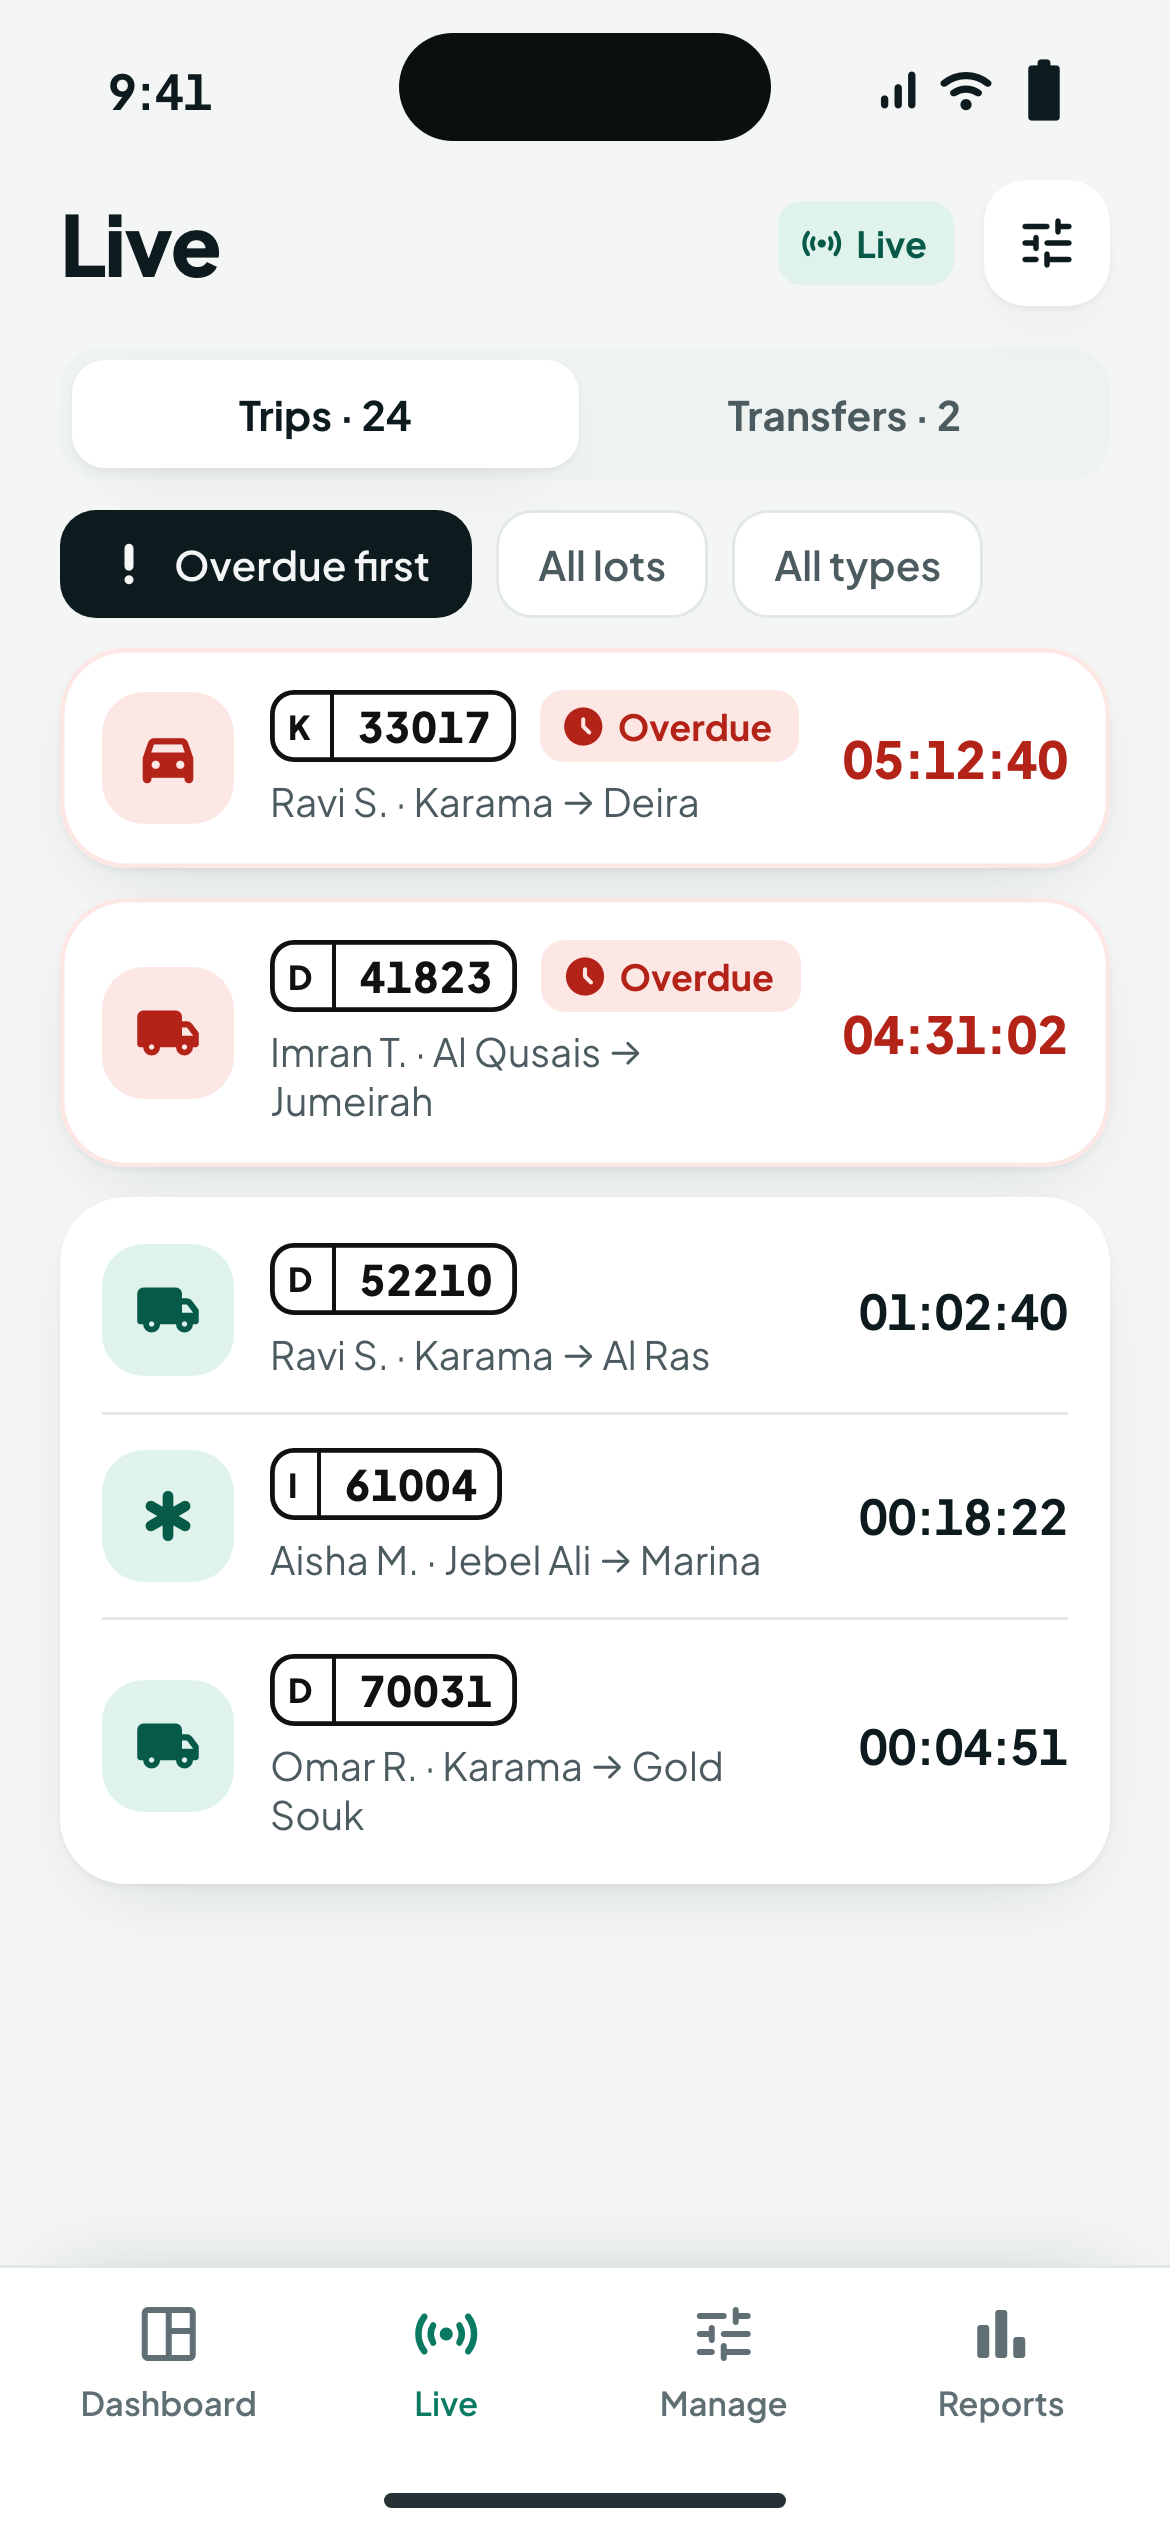 9:41
Live
Live
Trips · 24
Transfers · 2
! Overdue first
All lots
All types
K 33017
Overdue
05:12:40
Ravi S. · Karama → Deira
D 41823
Overdue
04:31:02
Imran T. · Al Qusais →
Jumeirah
D 52210
01:02:40
Ravi S. · Karama → Al Ras
I 61004
00:18:22
Aisha M. · Jebel Ali → Marina
D 70031
00:04:51
Omar R. · Karama → Gold
Souk
Dashboard
Live
Manage
Reports